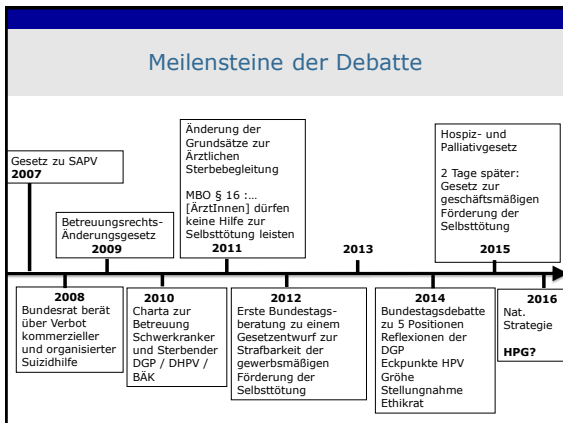 Meilensteine der Debatte
Gesetz zu SAPV
2007
Bundesrat berät
über Verbot
kommerzieller
und organisierter
Suizidhilfe
2008
Betreuungsrechts-
Änderungsgesetz
2009
2010
Charta zur
Betreuung
Schwerkranker
und Sterbender
DGP / DHPV /
BÄK
Änderung der
Grundsätze zur
Ärztlichen
Sterbebegleitung
MBO § 16 :...
[ÄrztInnen] dürfen
keine Hilfe zur
Selbsttötung leisten
2011
2012
Erste Bundestags-
beratung zu einem
Gesetzentwurf zur
Strafbarkeit der
gewerbsmäßigen
Förderung der
Selbsttötung
2013
2014
Bundestagsdebatte
zu 5 Positionen
Reflexionen der
DGP
Eckpunkte HPV
Gröhe
Stellungnahme
Ethikrat
Hospiz- und
Palliativgesetz
2 Tage später:
Gesetz zur
geschäftsmäßigen
Förderung der
Selbsttötung
2015
2016
Nat.
Strategie
HPG?